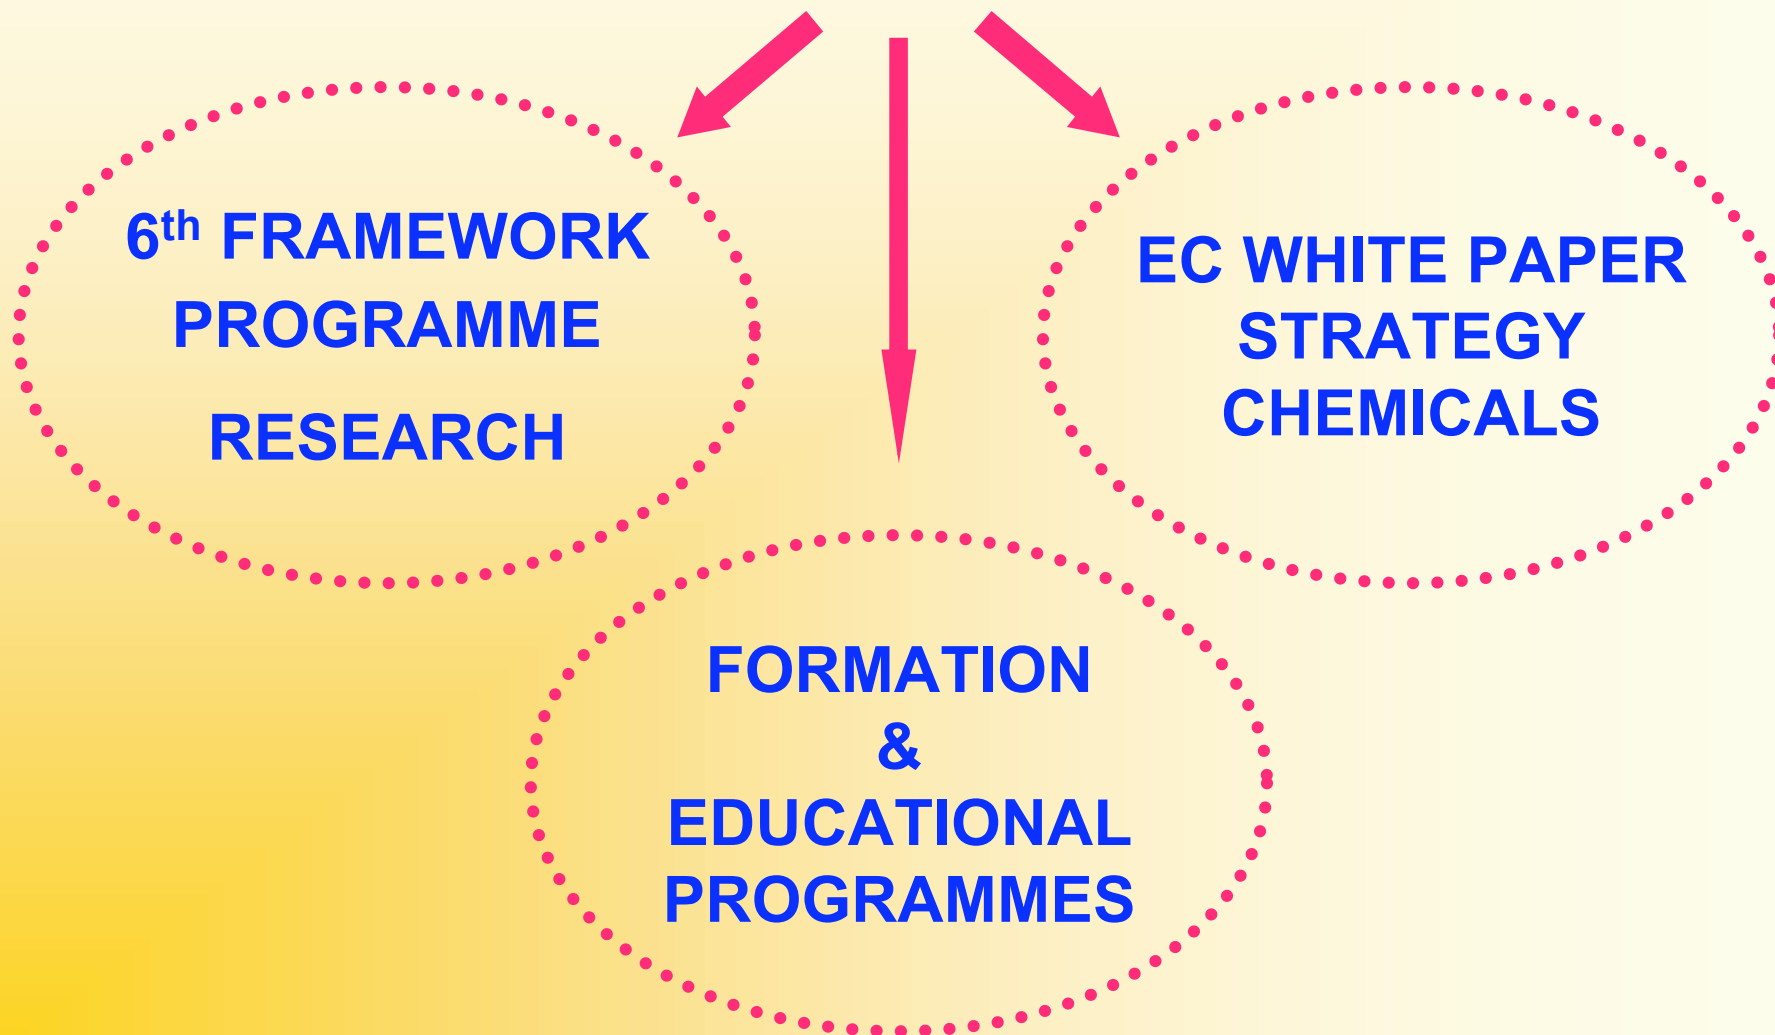 6th FRAMEWORK
PROGRAMME
RESEARCH
EC WHITE PAPER
STRATEGY
CHEMICALS
FORMATION
&
EDUCATIONAL
PROGRAMMES